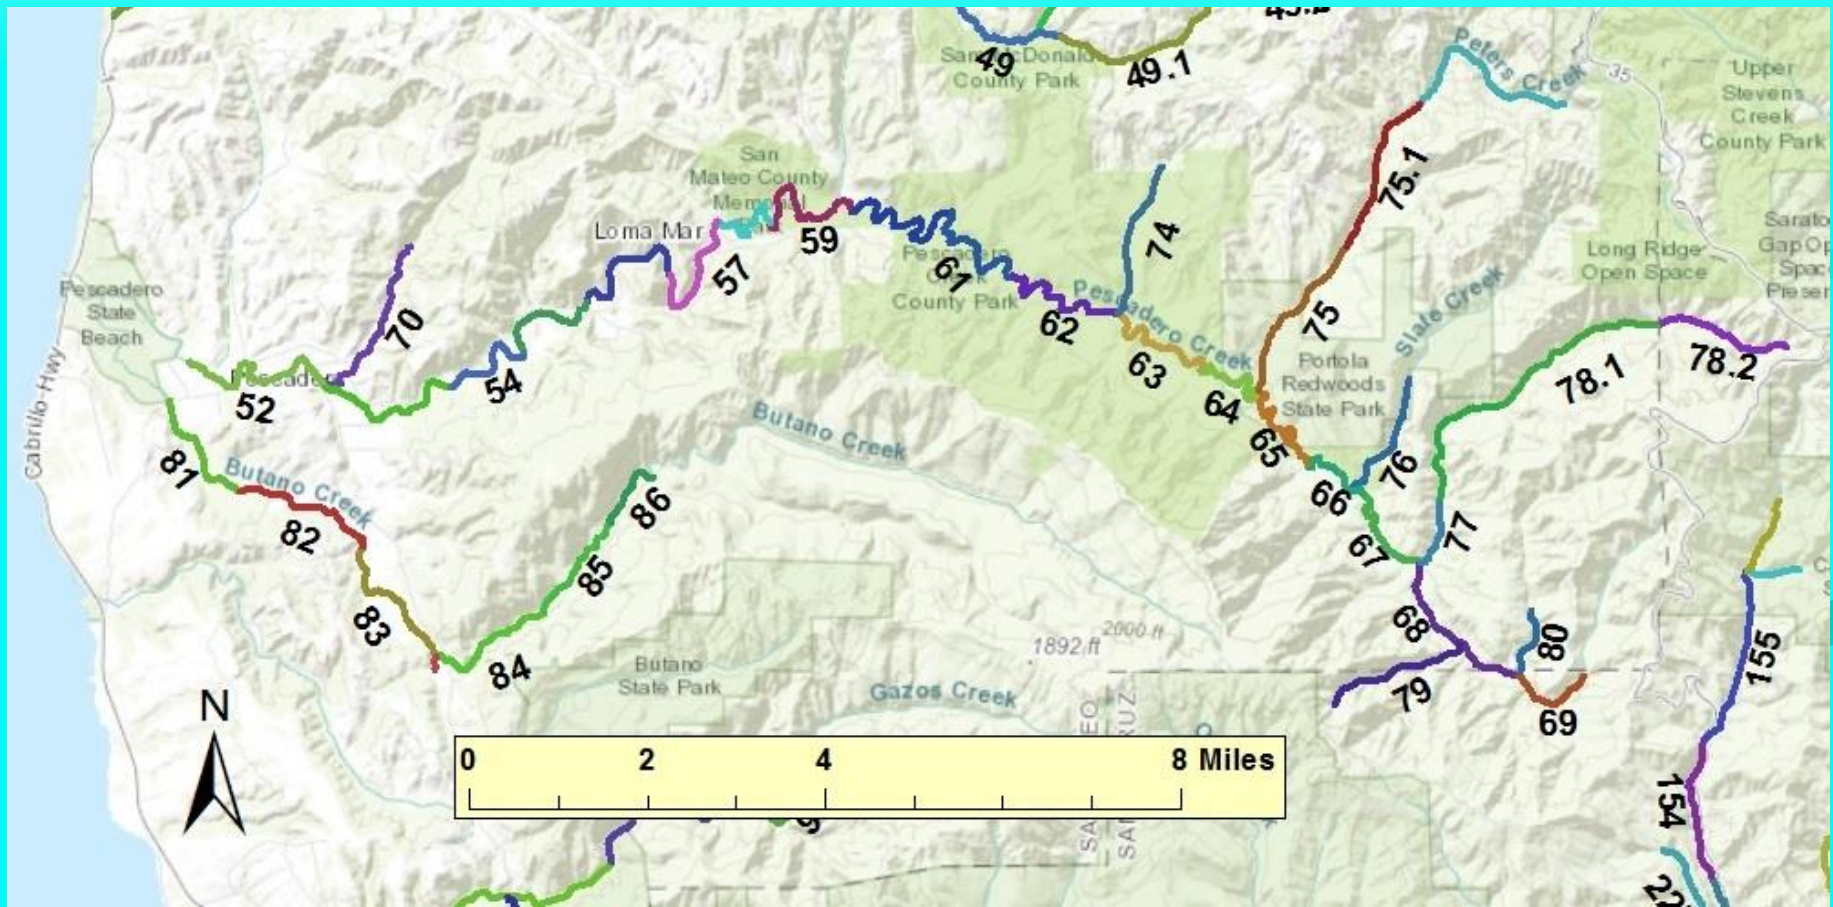 49
49.1
Peters Creek
35
Upper
Stevens
Creek
County Park
County Park
San
Mateo County
75.1
Loma Mar
59
74
57
61
County Park
Long Ridge
Open Space
Pescadero
State
Beach
70
62
Pescadero Creek
75
Slate Creek
Portola
Redwoods
State Park
63
64
78.1
78.2
54
52
Cabrillo Hwy
Butano Creek
65
76
81
Butano Creek
82
86
66
77
67
85
83
68
80
2000 ft
1892 ft
155
84
Butano
State Park
Gazos Creek
79
69
N
0 2 4 8 Miles
154